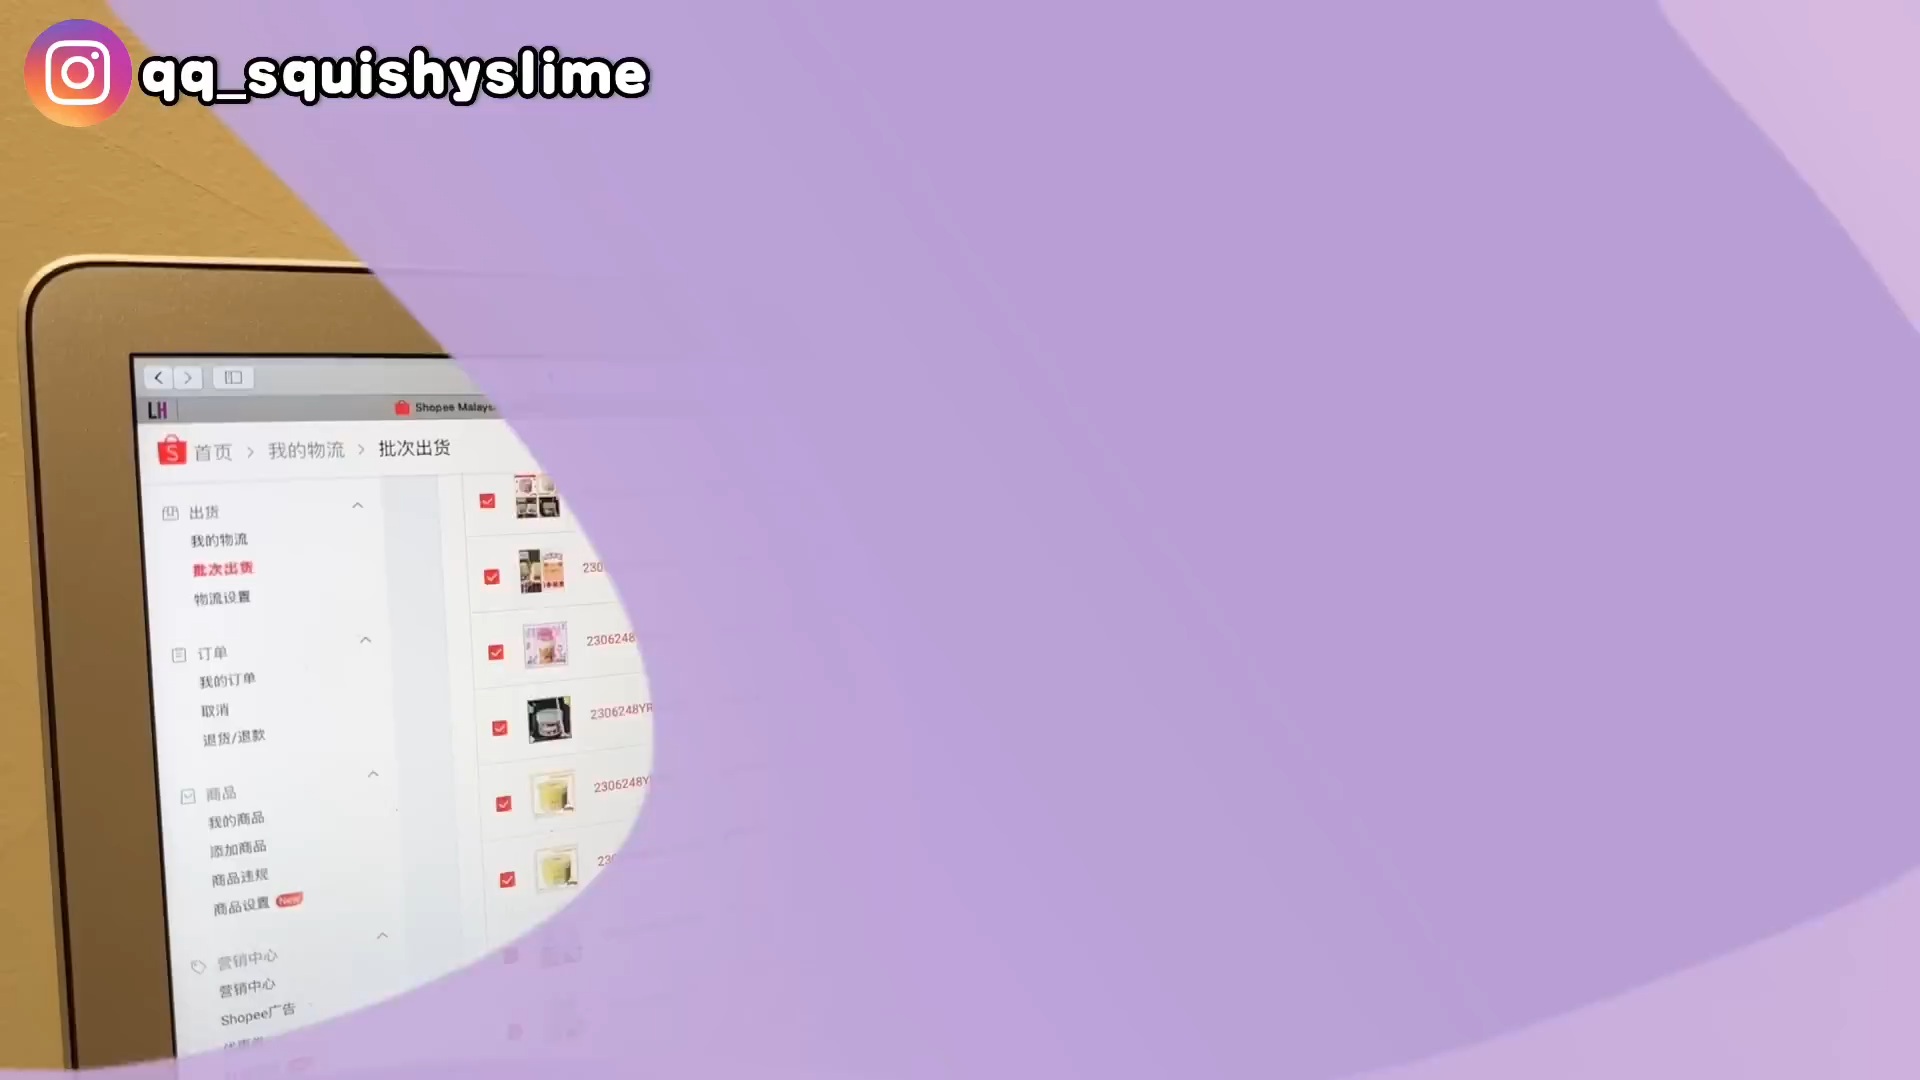 qq_squishyslime
LH
Shopee Malays
首页 > 我的物流 > 批次出货
出货
我的物流
批次出货
物流设置
订单
我的订单
取消
退货/退款
商品
我的商品
添加商品
商品违规
商品设置 New
营销中心
营销中心
Shopee广告
230
2306248
2306248YR
2306248Y
23